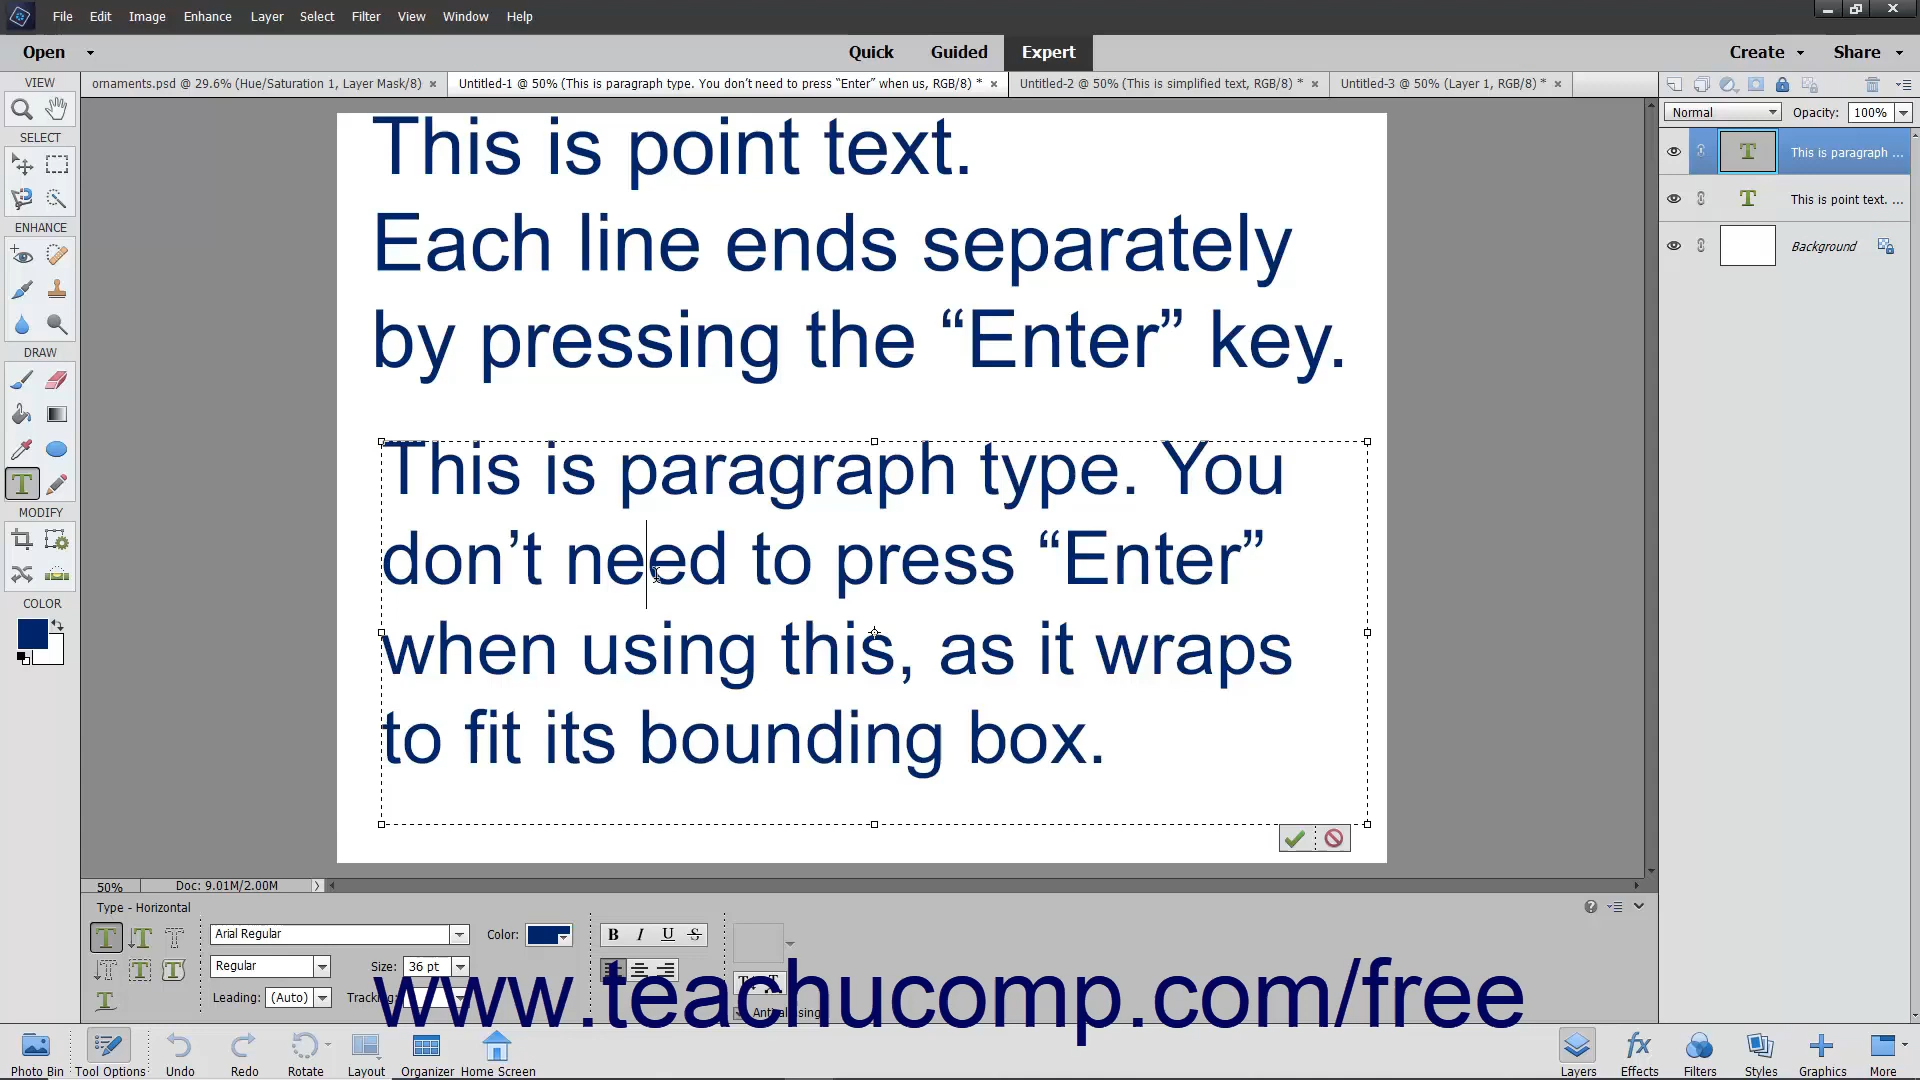 File Edit Image Enhance Layer Select Filter View Window Help
Open Quick Guided Expert Create Share
VIEW
ornaments.psd @ 29.6% (Hue/Saturation 1, Layer Mask/8) Untitled-1 @ 50% (This is paragraph type. You don’t need to press “Enter” when us, RGB/8) * Untitled-2 @ 50% (This is simplified text, RGB/8) * Untitled-3 @ 50% (Layer 1, RGB/8) *
Normal Opacity: 100%
SELECT
ENHANCE
DRAW
MODIFY
COLOR
This is point text.
Each line ends separately
by pressing the “Enter” key.
This is paragraph type. You
don’t need to press “Enter”
when using this, as it wraps
to fit its bounding box.
This is paragraph ...
This is point text. ...
Background
50% Doc: 9.01M/2.00M
Type - Horizontal
Arial Regular Color: B I U S
Regular Size: 36 pt
Leading: (Auto) Tracking:
www.teachucomp.com/free
Photo Bin Tool Options Undo Redo Rotate Layout Organizer Home Screen Layers Effects Filters Styles Graphics More